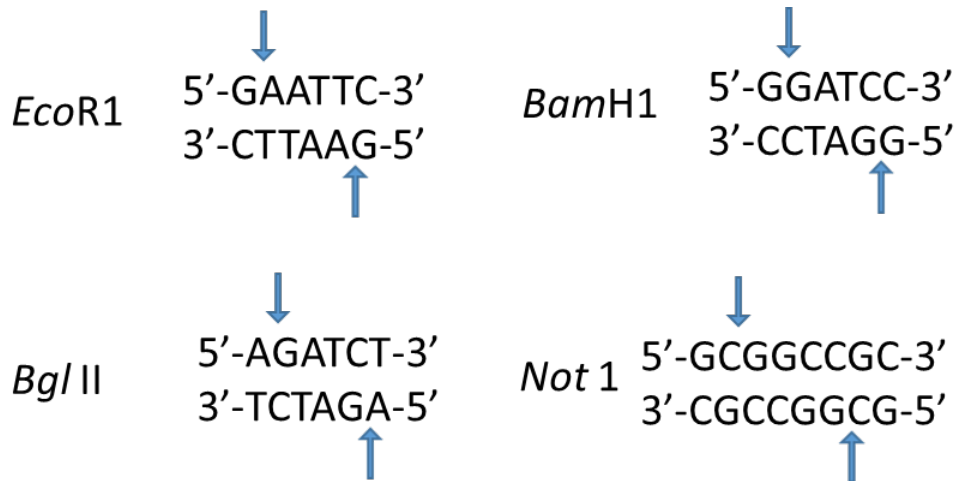 EcoR1
5’-GAATTC-3’
3’-CTTAAG-5’
BamH1
5’-GGATCC-3’
3’-CCTAGG-5’
Bgl II
5’-AGATCT-3’
3’-TCTAGA-5’
Not 1
5’-GCGGCCGC-3’
3’-CGCCGGCG-5’